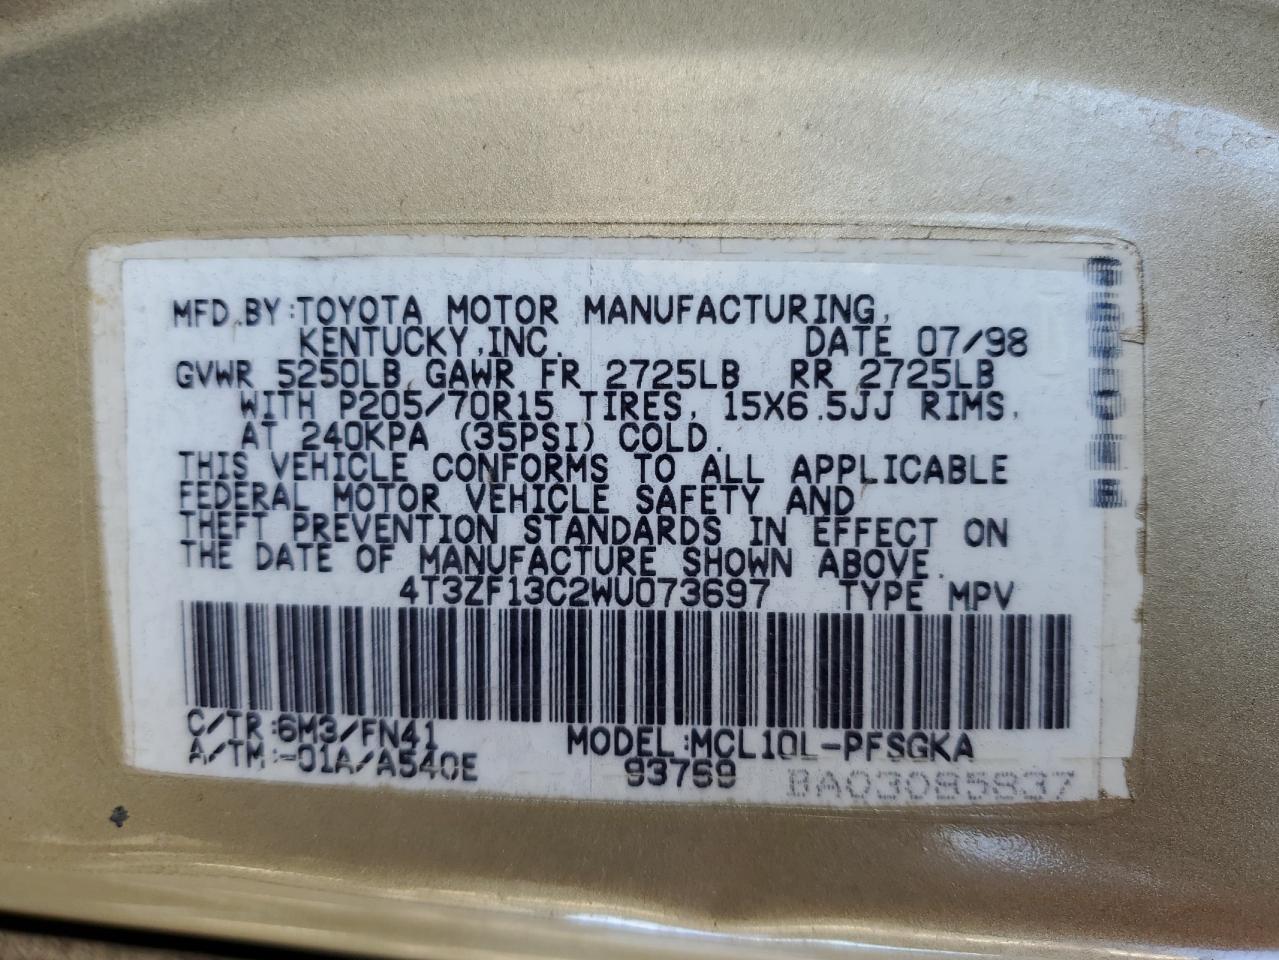 MFD.BY:TOYOTA MOTOR MANUFACTURING,
KENTUCKY,INC. DATE 07/98
GVWR 5250LB GAWR FR 2725LB RR 2725LB
WITH P205/70R15 TIRES, 15X6.5JJ RIMS,
AT 240KPA (35PSI) COLD.
THIS VEHICLE CONFORMS TO ALL APPLICABLE
FEDERAL MOTOR VEHICLE SAFETY AND
THEFT PREVENTION STANDARDS IN EFFECT ON
THE DATE OF MANUFACTURE SHOWN ABOVE.
4T3ZF13C2WU073697 TYPE MPV
C/TR:6M3/FN41 MODEL:MCL10L-PFSGKA
A/TM:-01A/A540E 93759 BA03085837